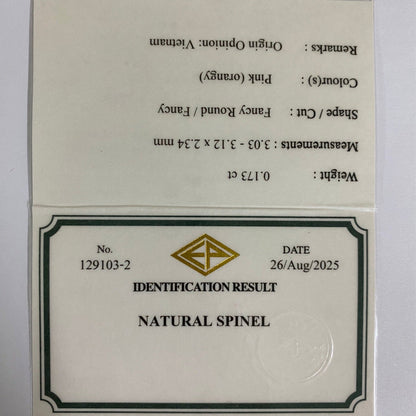 Weight : 0.173 ct
Measurements : 3.03 - 3.12 x 2.34 mm
Shape / Cut : Fancy Round / Fancy
Colour(s) : Pink (orangy)
Remarks : Origin Opinion: Vietnam
No. DATE
129103-2 26/Aug/2025
IDENTIFICATION RESULT
NATURAL SPINEL